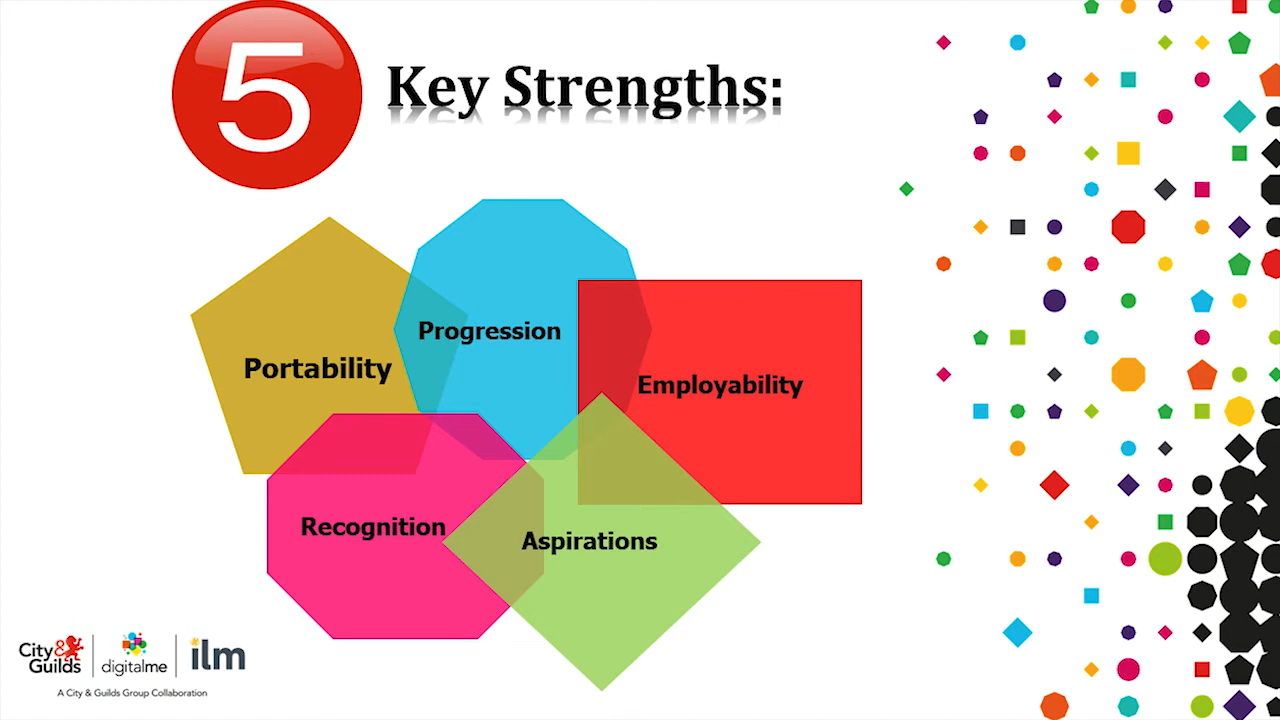 5 Key Strengths:
Portability
Progression
Employability
Recognition
Aspirations
City & Guilds
digitalme
ilm
A City & Guilds Group Collaboration